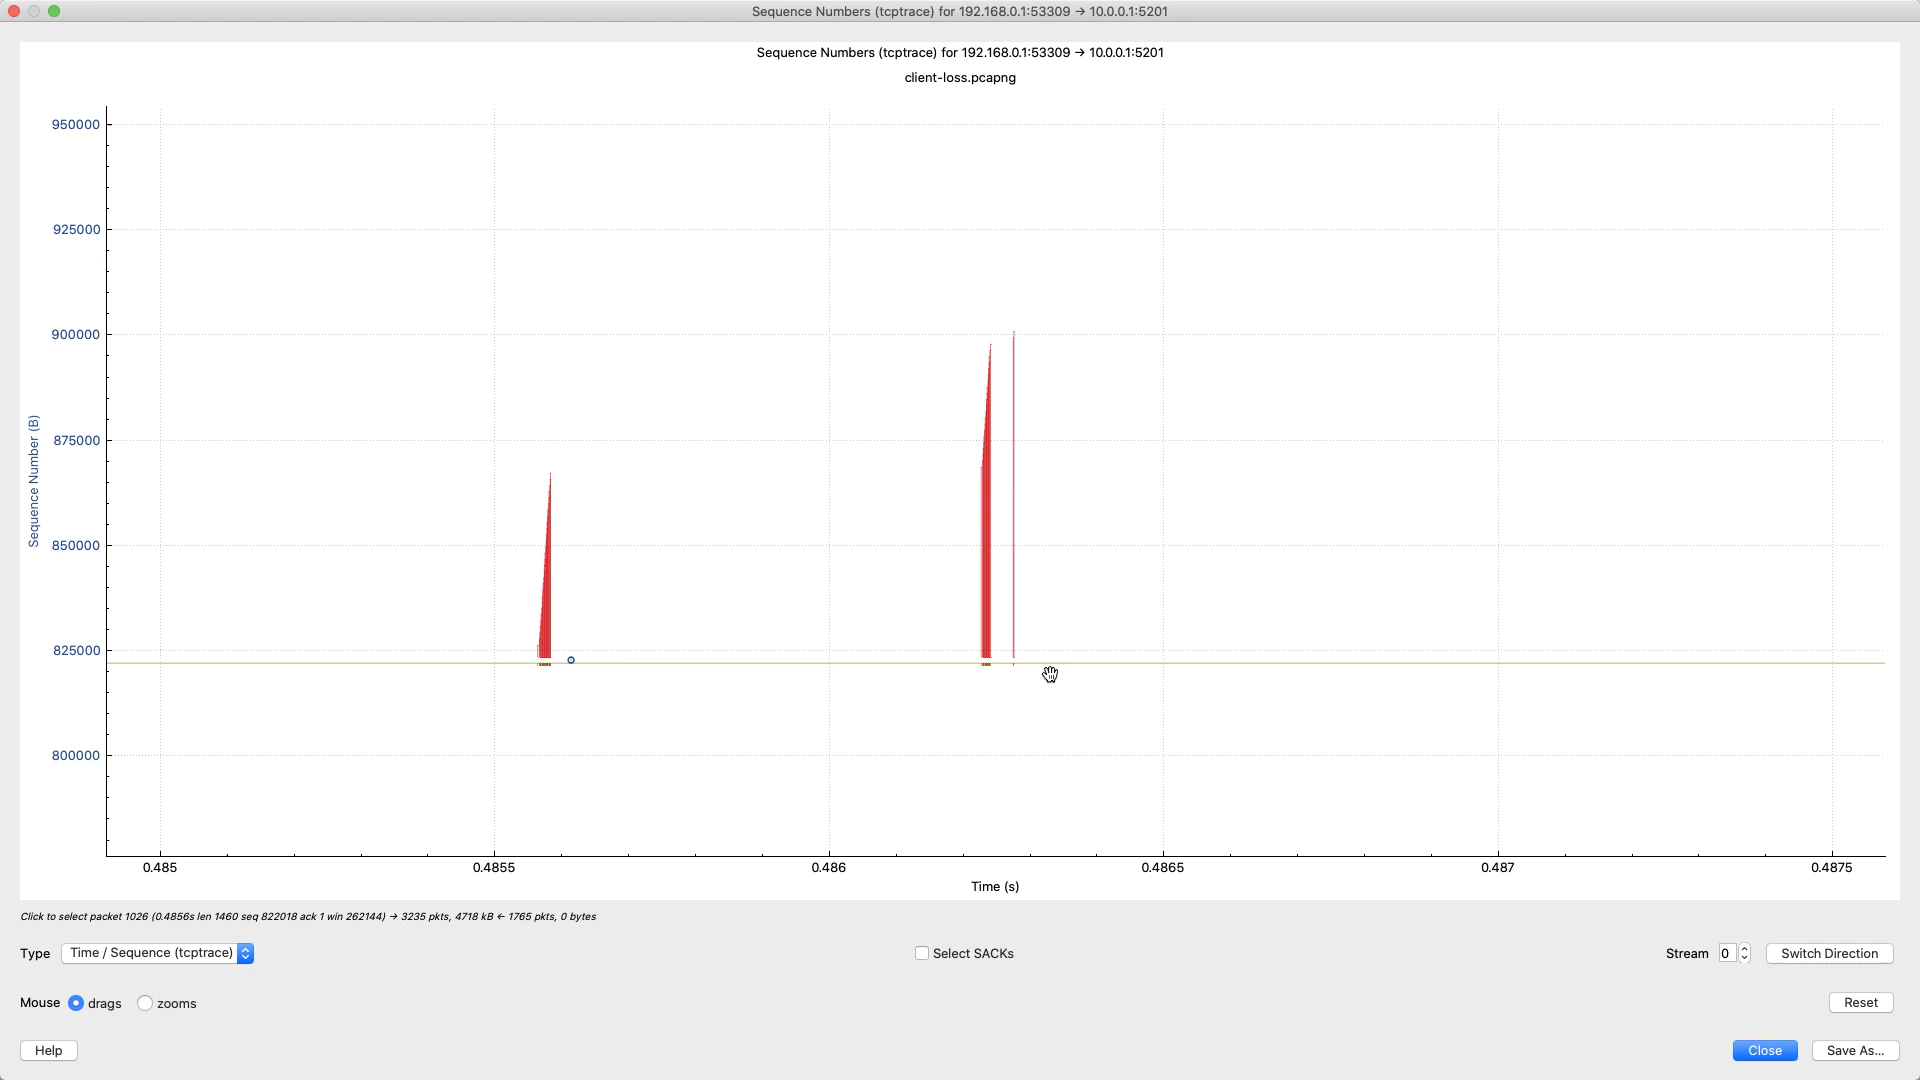 Sequence Numbers (tcptrace) for 192.168.0.1:53309 → 10.0.0.1:5201
Sequence Numbers (tcptrace) for 192.168.0.1:53309 → 10.0.0.1:5201
client-loss.pcapng
950000
925000
900000
875000
850000
825000
800000
Sequence Number (B)
0.485 0.4855 0.486 0.4865 0.487 0.4875
Time (s)
Click to select packet 1026 (0.4856s len 1460 seq 822018 ack 1 win 262144) → 3235 pkts, 4718 kB ← 1765 pkts, 0 bytes
Type Time / Sequence (tcptrace) Select SACKs Stream 0 Switch Direction
Mouse drags zooms Reset
Help Close Save As...